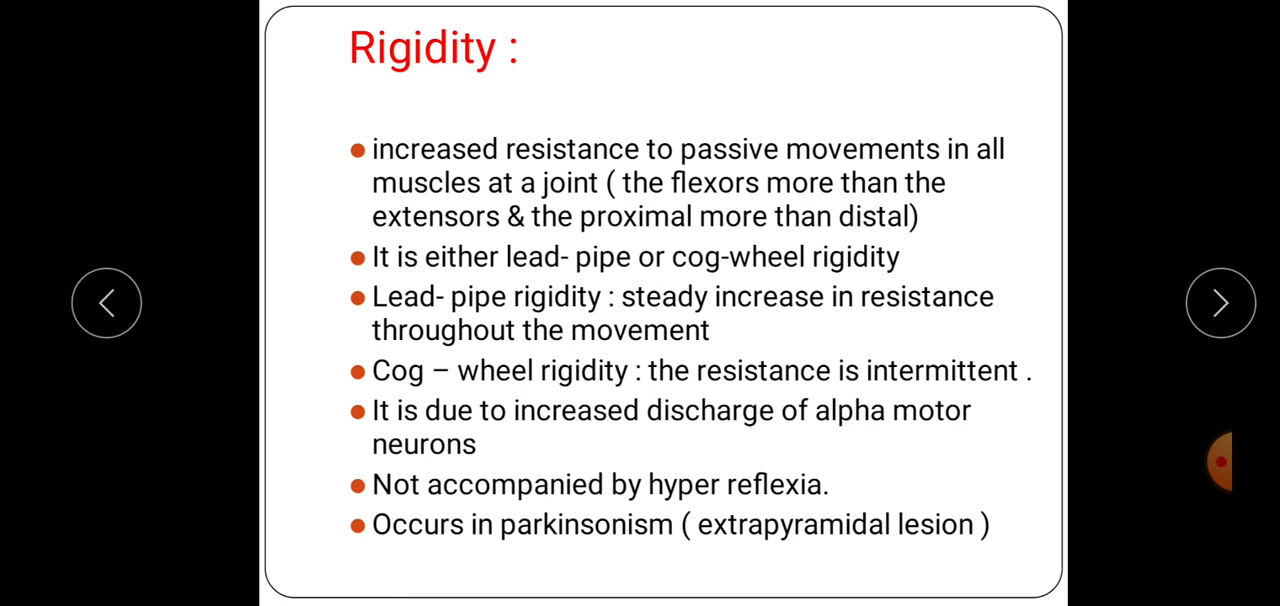 Rigidity :
increased resistance to passive movements in all
muscles at a joint ( the flexors more than the
extensors & the proximal more than distal)
It is either lead- pipe or cog-wheel rigidity
Lead- pipe rigidity : steady increase in resistance
throughout the movement
Cog – wheel rigidity : the resistance is intermittent .
It is due to increased discharge of alpha motor
neurons
Not accompanied by hyper reflexia.
Occurs in parkinsonism ( extrapyramidal lesion )